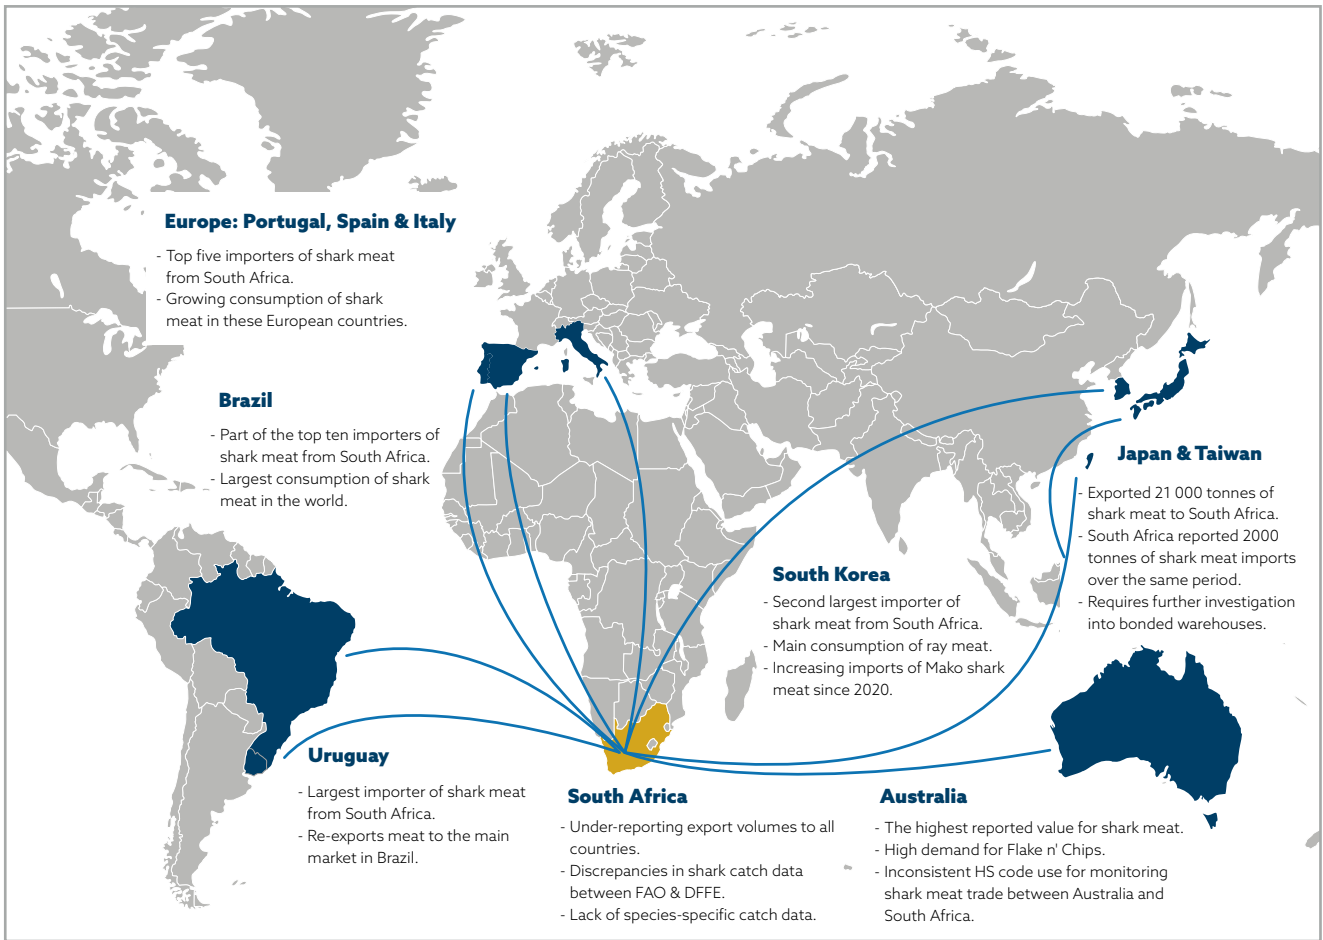 Europe: Portugal, Spain & Italy
- Top five importers of shark meat
from South Africa.
- Growing consumption of shark
meat in these European countries.
Brazil
- Part of the top ten importers of
shark meat from South Africa.
- Largest consumption of shark
meat in the world.
Japan & Taiwan
- Exported 21 000 tonnes of
shark meat to South Africa.
- South Africa reported 2000
tonnes of shark meat imports
over the same period.
- Requires further investigation
into bonded warehouses.
South Korea
- Second largest importer of
shark meat from South Africa.
- Main consumption of ray meat.
- Increasing imports of Mako shark
meat since 2020.
Uruguay
- Largest importer of shark meat
from South Africa.
- Re-exports meat to the main
market in Brazil.
South Africa
- Under-reporting export volumes to all
countries.
- Discrepancies in shark catch data
between FAO & DFFE.
- Lack of species-specific catch data.
Australia
- The highest reported value for shark meat.
- High demand for Flake n' Chips.
- Inconsistent HS code use for monitoring
shark meat trade between Australia and
South Africa.